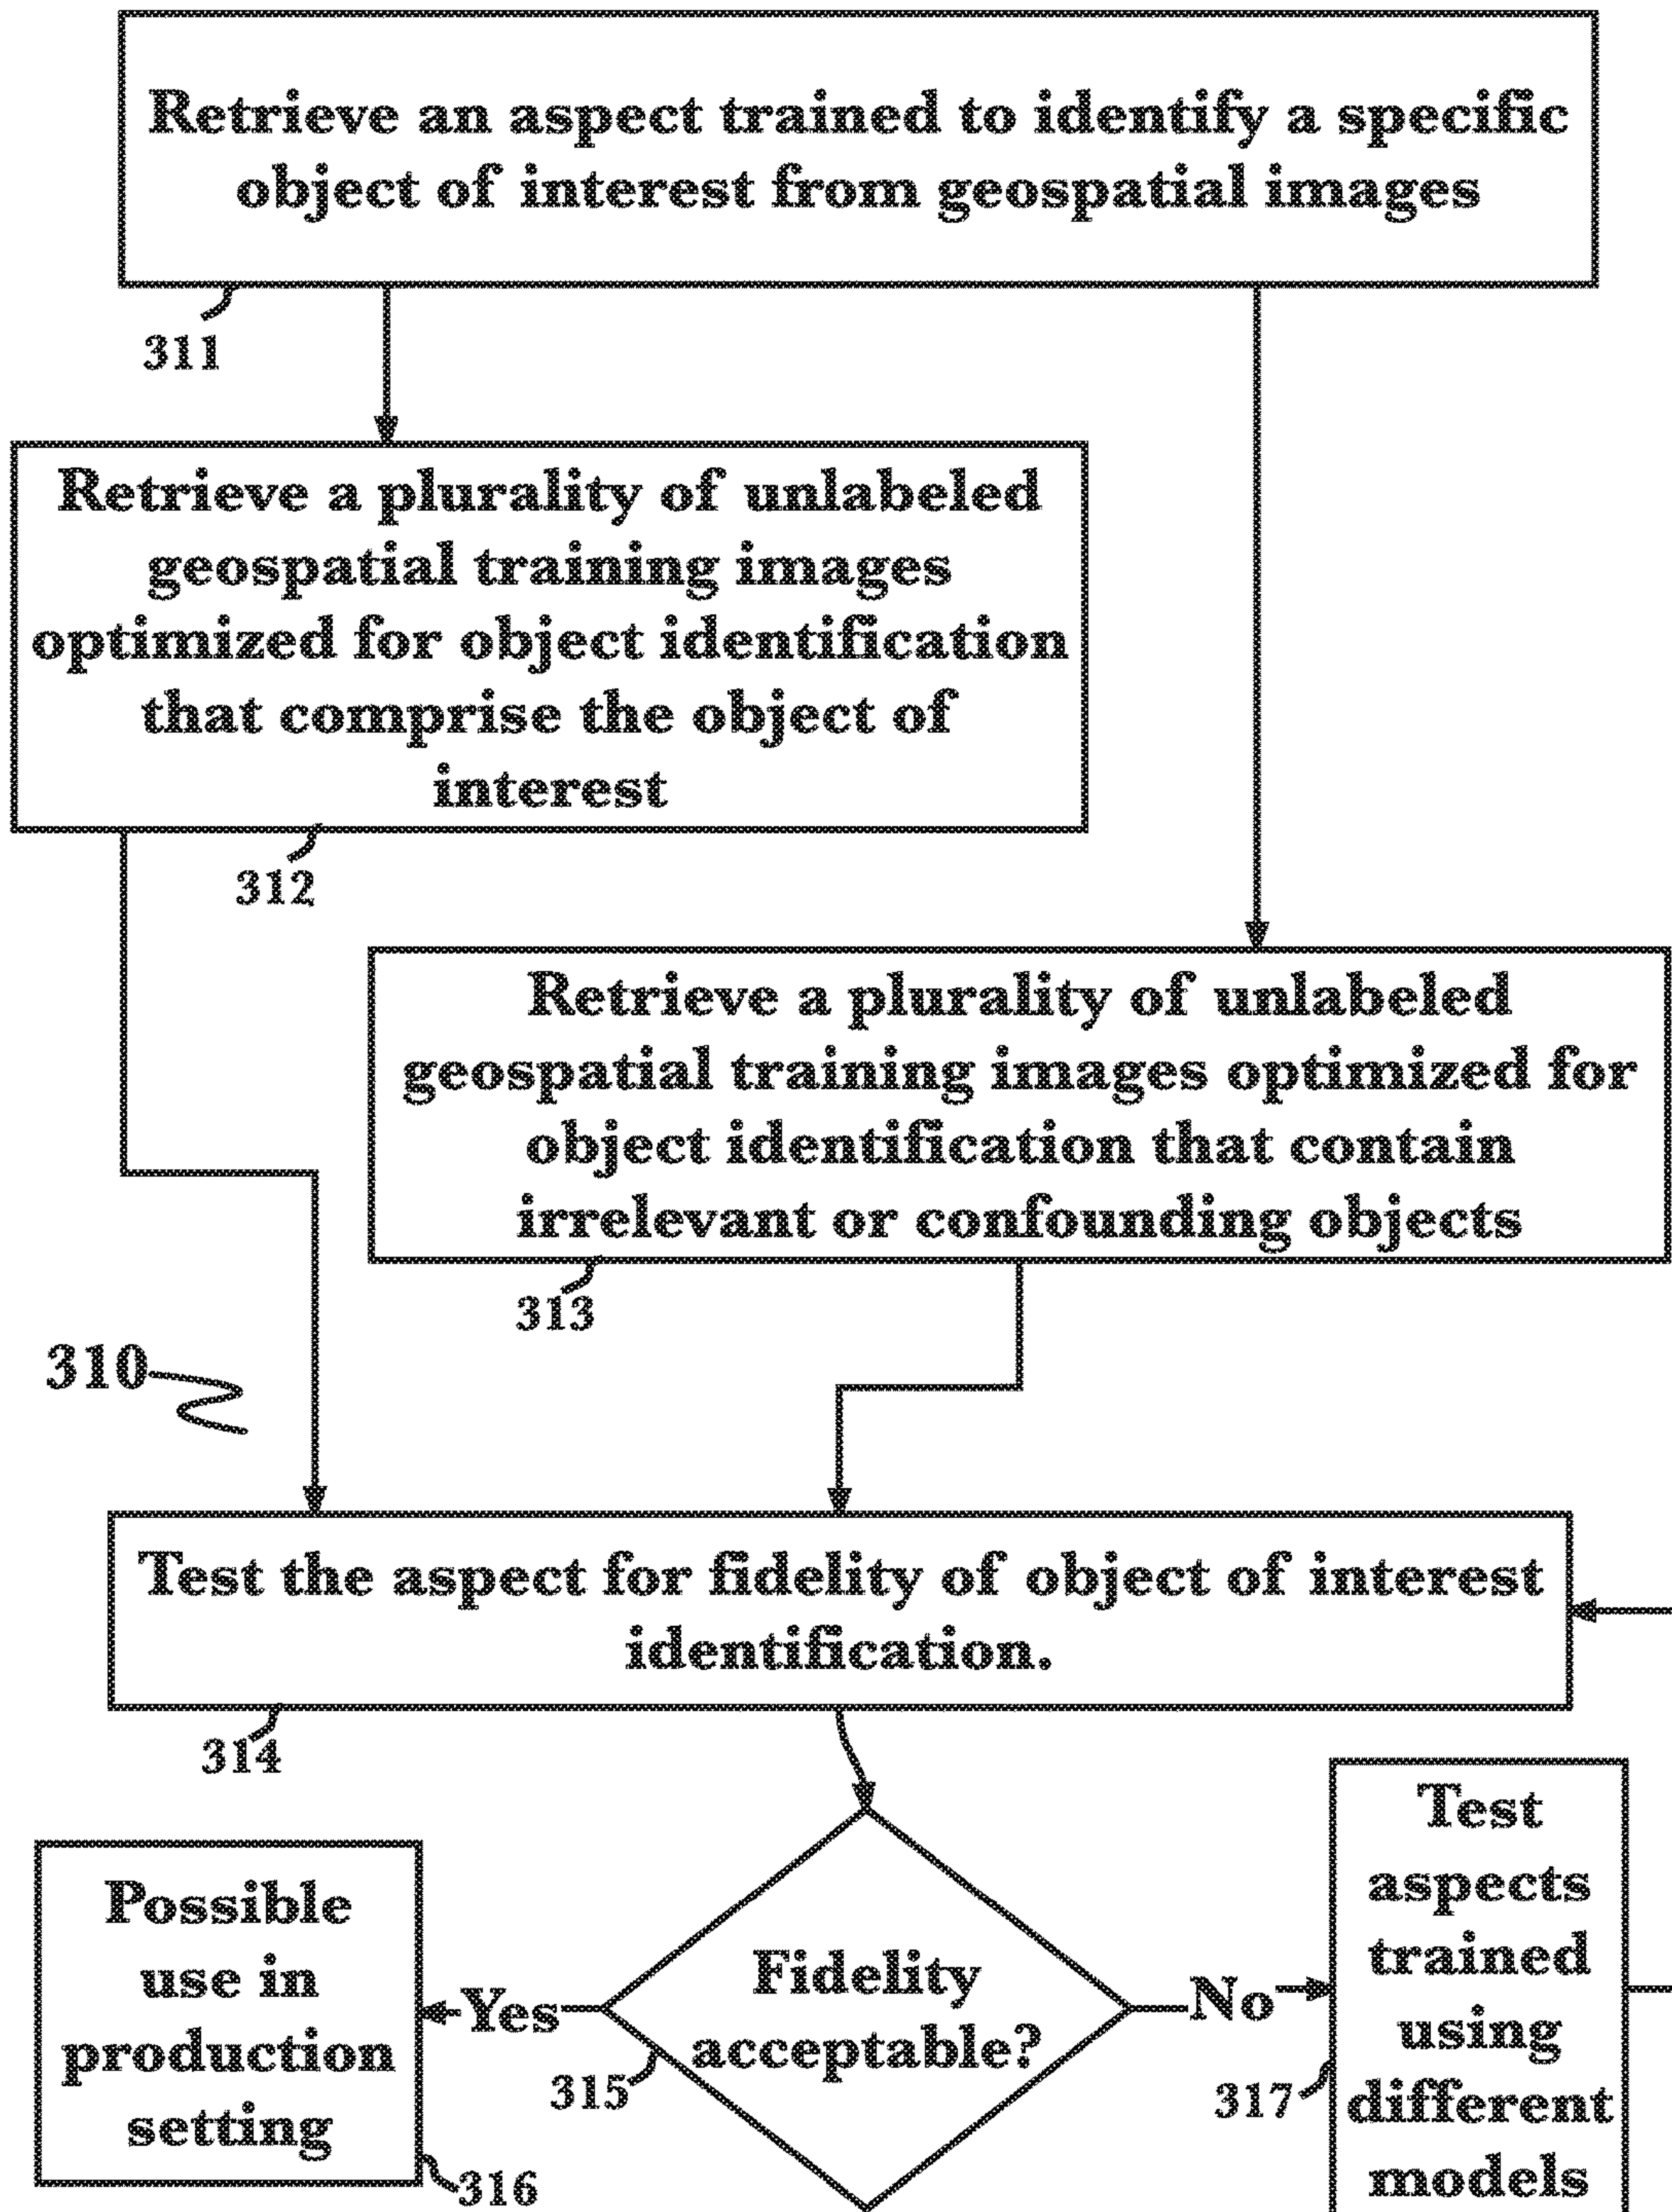 Retrieve an aspect trained to identify a specific
object of interest from geospatial images
311
Retrieve a plurality of unlabeled
geospatial training images
optimized for object identification
that comprise the object of
interest
312
Retrieve a plurality of unlabeled
geospatial training images optimized for
object identification that contain
irrelevant or confounding objects
313
310
Test the aspect for fidelity of object of interest
identification.
314
Fidelity
acceptable?
315
Yes
Possible
use in
production
setting
316
No
Test
aspects
trained
using
different
models
317